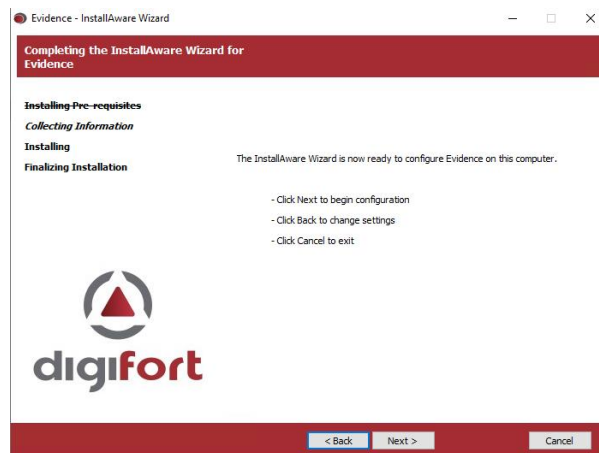 Evidence - InstallAware Wizard
Completing the InstallAware Wizard for
Evidence
Installing Pre-requisites
Collecting Information
Installing
Finalizing Installation
The InstallAware Wizard is now ready to configure Evidence on this computer.
- Click Next to begin configuration
- Click Back to change settings
- Click Cancel to exit
digifort
< Back
Next >
Cancel